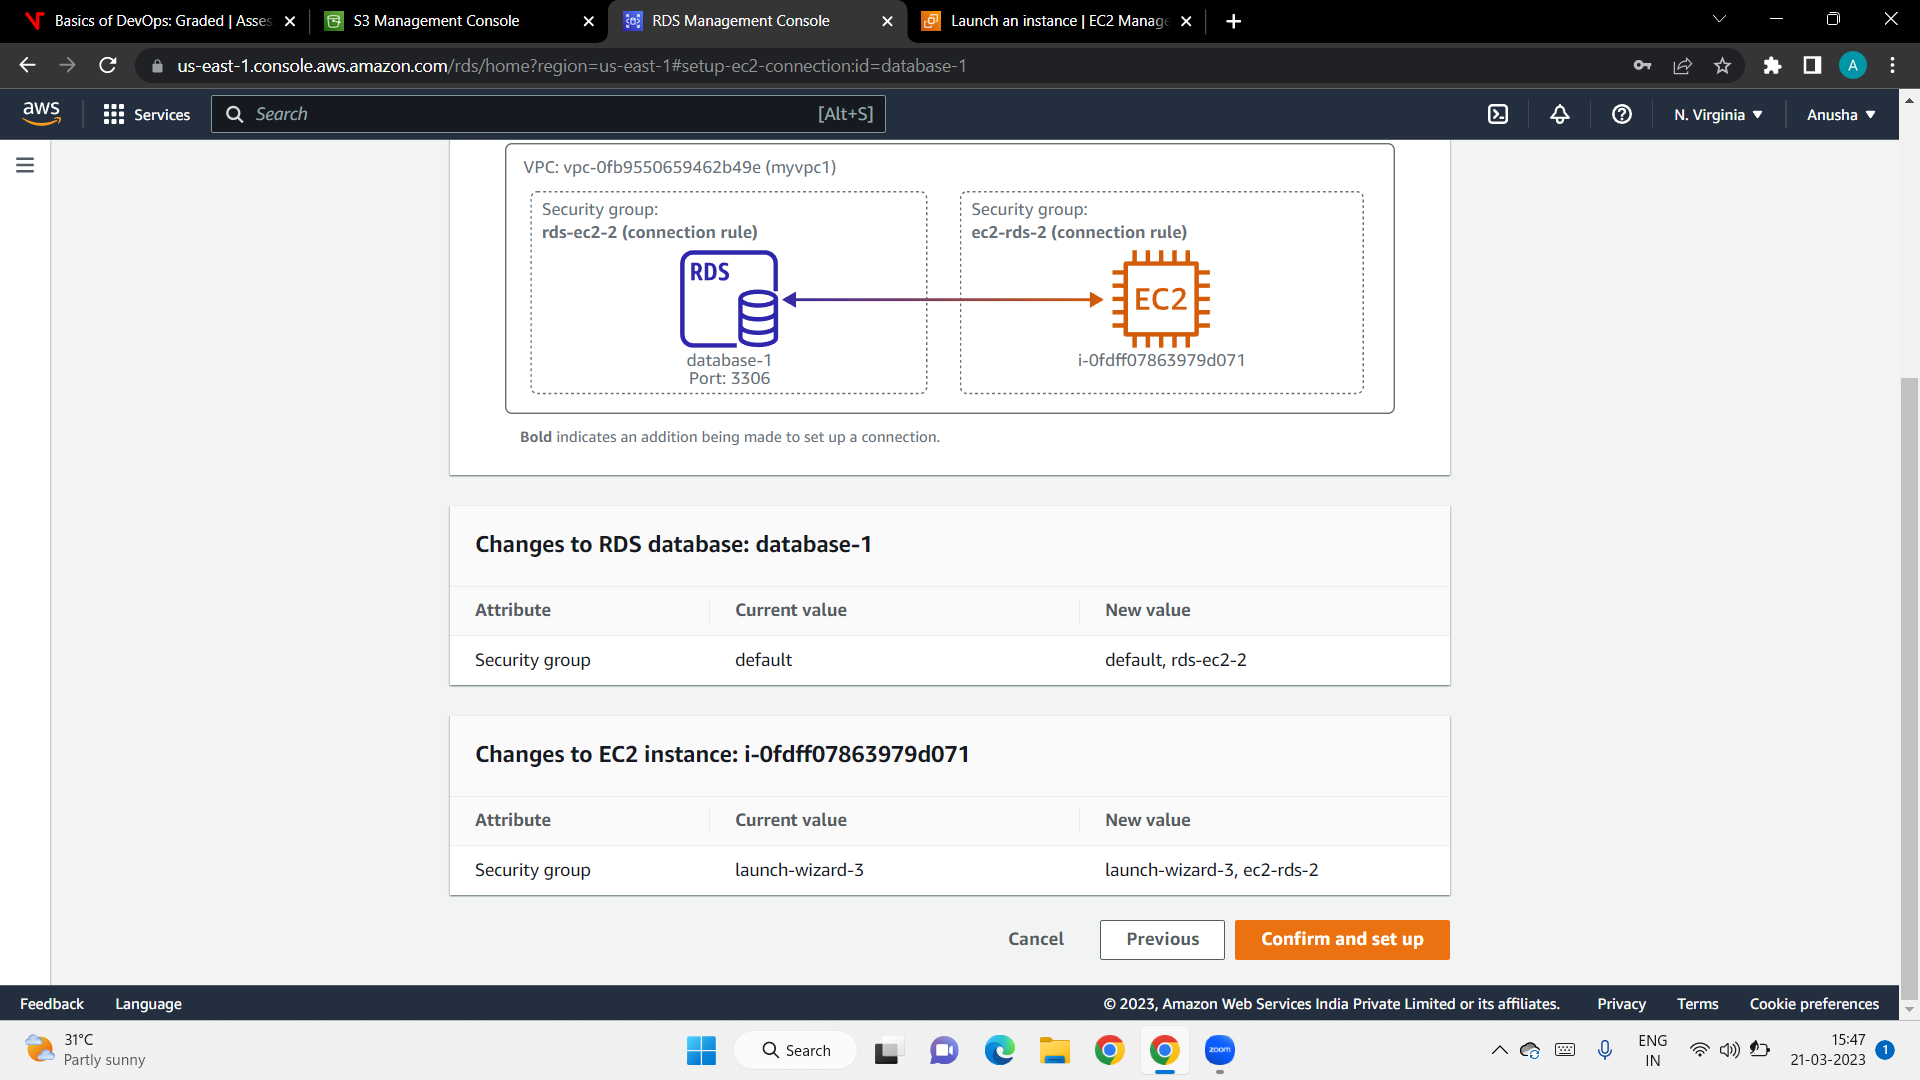 Basics of DevOps: Graded | Asses
S3 Management Console
RDS Management Console
Launch an instance | EC2 Manage
us-east-1.console.aws.amazon.com/rds/home?region=us-east-1#setup-ec2-connection:id=database-1
A
aws
Services
Search
[Alt+S]
N. Virginia
Anusha
VPC: vpc-0fb9550659462b49e (myvpc1)
Security group:
rds-ec2-2 (connection rule)
RDS
database-1
Port: 3306
Security group:
ec2-rds-2 (connection rule)
EC2
i-0fdff07863979d071
Bold indicates an addition being made to set up a connection.
Changes to RDS database: database-1
Attribute Current value New value
Security group default default, rds-ec2-2
Changes to EC2 instance: i-0fdff07863979d071
Attribute Current value New value
Security group launch-wizard-3 launch-wizard-3, ec2-rds-2
Cancel Previous Confirm and set up
Feedback Language © 2023, Amazon Web Services India Private Limited or its affiliates. Privacy Terms Cookie preferences
31°C
Partly sunny
Search
zoom
ENG
IN
15:47
21-03-2023
1